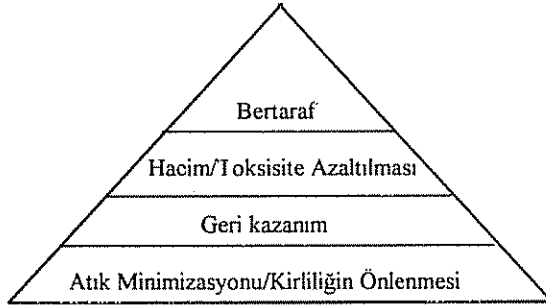 Bertaraf
Hacim/Toksisite Azaltılması
Geri kazanım
Atık Minimizasyonu/Kirliliğin Önlenmesi